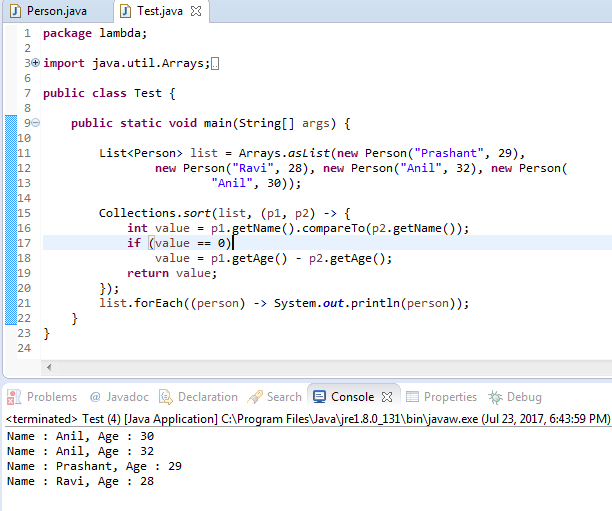 Person.java Test.java
1 package lambda;
2
3 import java.util.Arrays;
6
7 public class Test {
8
9 public static void main(String[] args) {
10
11 List<Person> list = Arrays.asList(new Person("Prashant", 29),
12 new Person("Ravi", 28), new Person("Anil", 32), new Person(
13 "Anil", 30));
14
15 Collections.sort(list, (p1, p2) -> {
16 int value = p1.getName().compareTo(p2.getName());
17 if (value == 0)
18 value = p1.getAge() - p2.getAge();
19 return value;
20 });
21 list.forEach((person) -> System.out.println(person));
22 }
23 }
24
Problems @ Javadoc Declaration Search Console Properties Debug
<terminated> Test (4) [Java Application] C:\Program Files\Java\jre1.8.0_131\bin\javaw.exe (Jul 23, 2017, 6:43:59 PM)
Name : Anil, Age : 30
Name : Anil, Age : 32
Name : Prashant, Age : 29
Name : Ravi, Age : 28